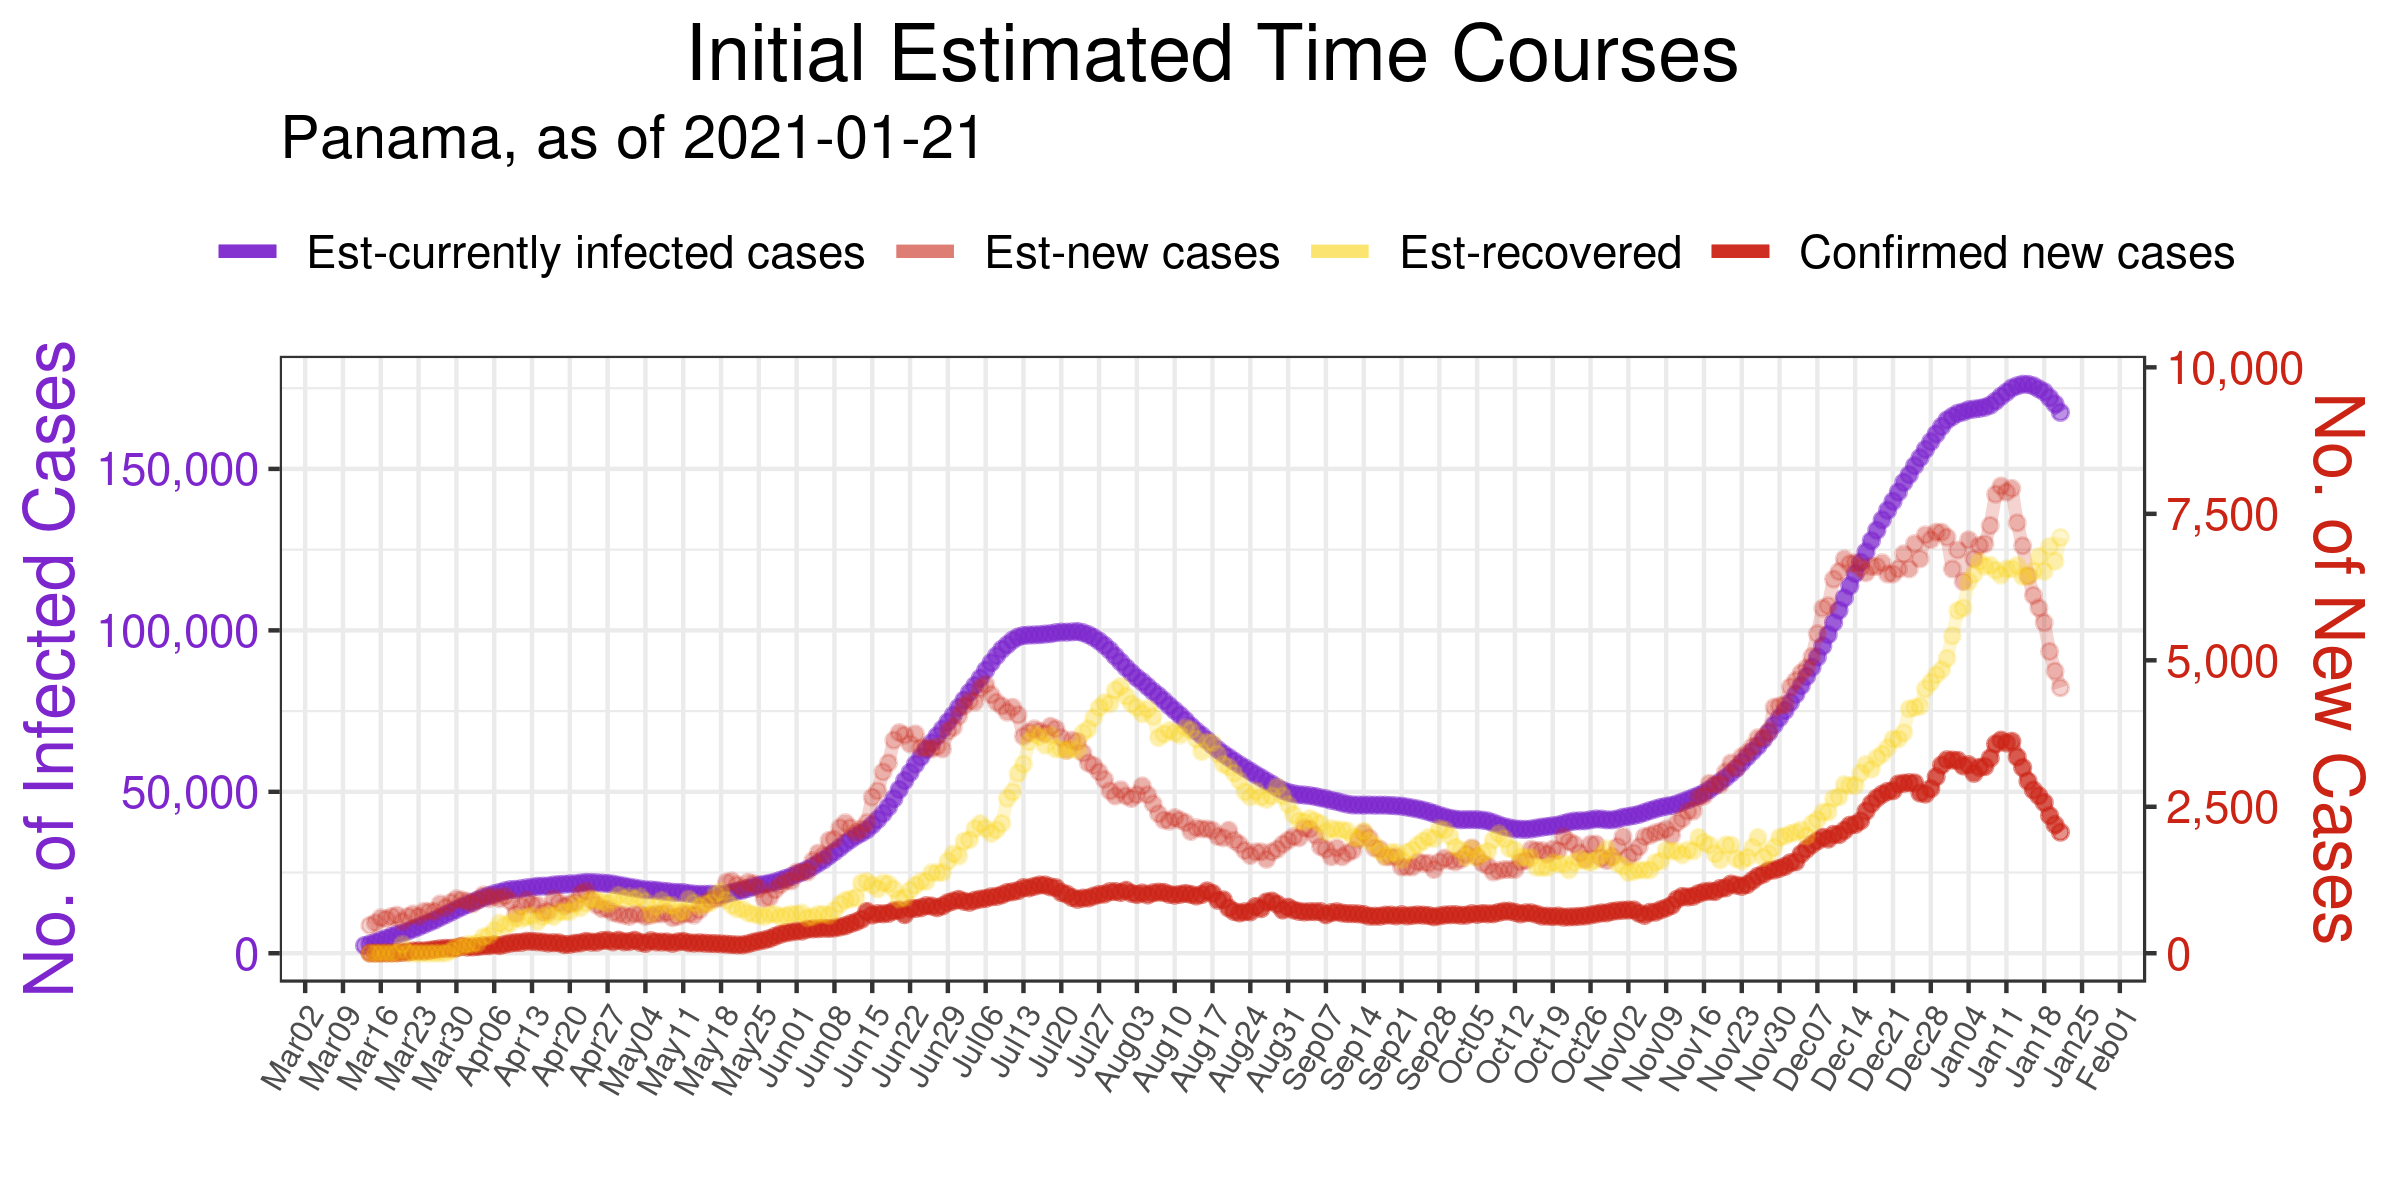 Initial Estimated Time Courses
Panama, as of 2021-01-21
Est-currently infected cases Est-new cases Est-recovered Confirmed new cases
No. of Infected Cases
150,000
100,000
50,000
0
10,000
7,500
5,000
2,500
0
No. of New Cases
Mar02 Mar09 Mar16 Mar23 Mar30 Apr06 Apr13 Apr20 Apr27 May04 May11 May18 May25 Jun01 Jun08 Jun15 Jun22 Jun29 Jul06 Jul13 Jul20 Jul27 Aug03 Aug10 Aug17 Aug24 Aug31 Sep07 Sep14 Sep21 Sep28 Oct05 Oct12 Oct19 Oct26 Nov02 Nov09 Nov16 Nov23 Nov30 Dec07 Dec14 Dec21 Dec28 Jan04 Jan11 Jan18 Jan25 Feb01